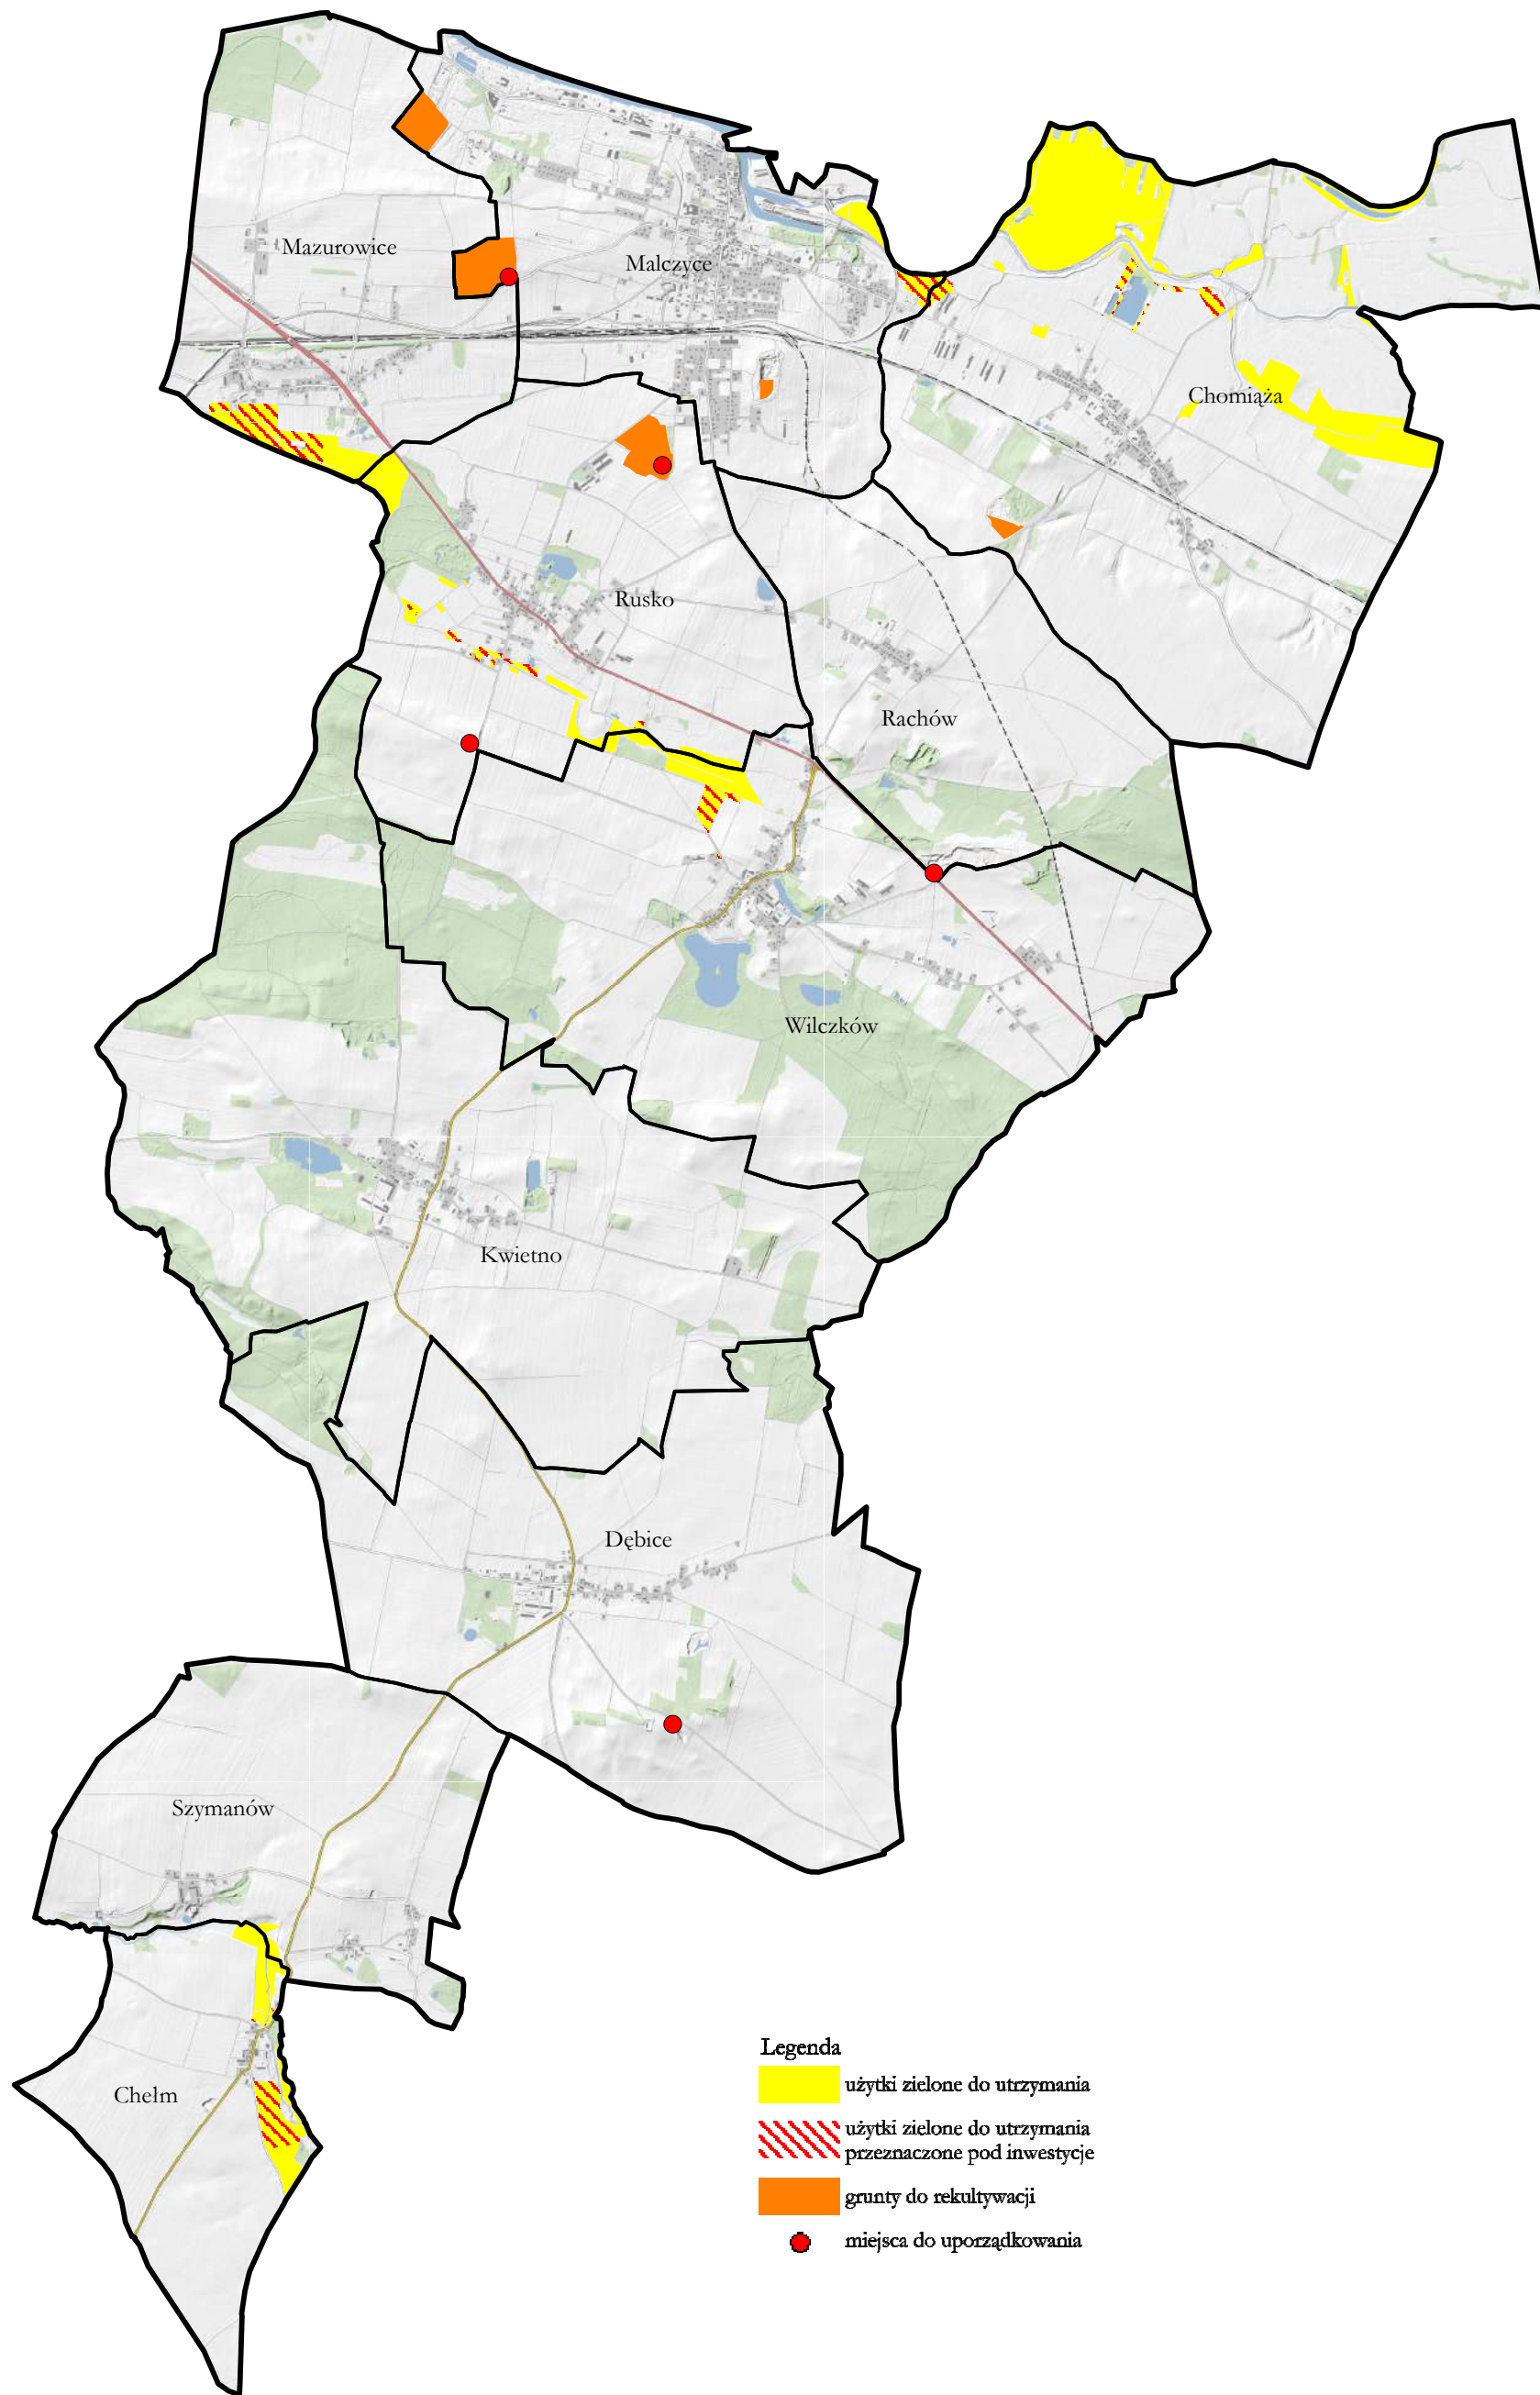 Mazurowice
Malczyce
Chomiąża
Rusko
Rachów
Wilczków
Kwietno
Dębice
Szymanów
Chełm
Legenda
użytki zielone do utrzymania
użytki zielone do utrzymania
przeznaczone pod inwestycje
grunty do rekultywacji
miejsca do uporządkowania